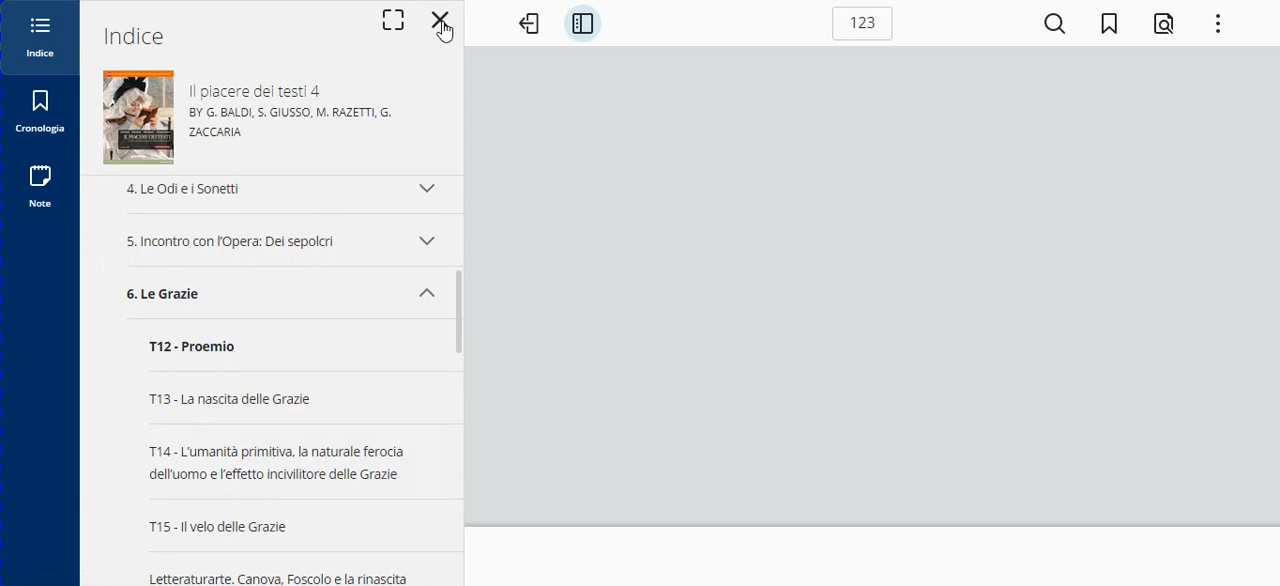 Indice
Cronologia
Note
Indice
Il piacere dei testi 4
BY G. BALDI, S. GIUSSO, M. RAZETTI, G.
ZACCARIA
4. Le Odi e i Sonetti
5. Incontro con l'Opera: Dei sepolcri
6. Le Grazie
T12 - Proemio
T13 - La nascita delle Grazie
T14 - L'umanità primitiva, la naturale ferocia
dell'uomo e l'effetto incivilitore delle Grazie
T15 - Il velo delle Grazie
Letteraturarte. Canova, Foscolo e la rinascita
123